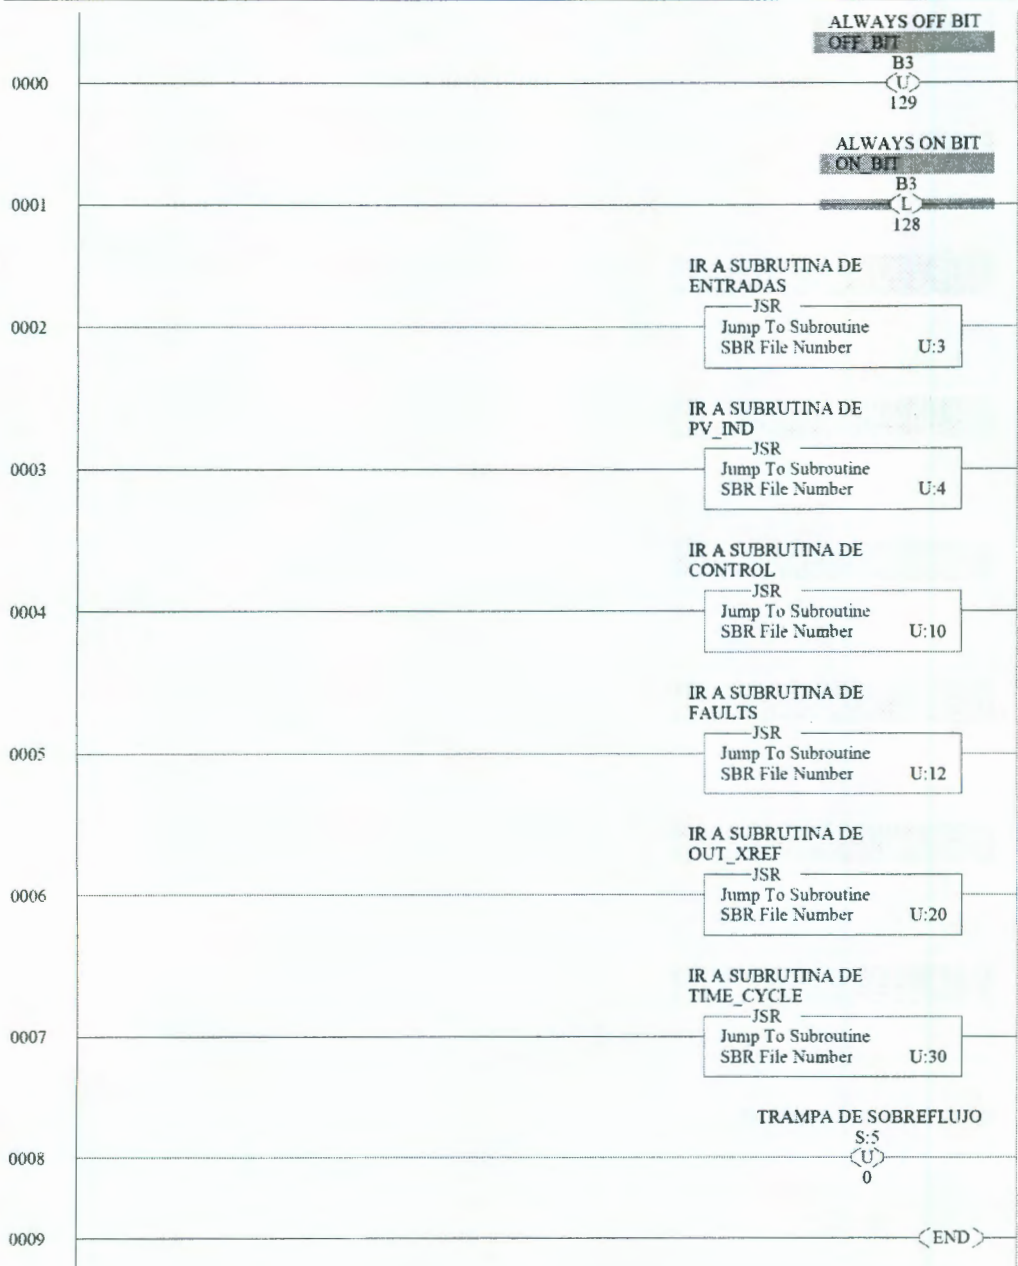 ALWAYS OFF BIT
OFF_BIT
B3
0000
U
129
ALWAYS ON BIT
ON_BIT
B3
0001
L
128
IR A SUBRUTINA DE
ENTRADAS
JSR
0002
Jump To Subroutine
SBR File Number U:3
IR A SUBRUTINA DE
PV_IND
JSR
0003
Jump To Subroutine
SBR File Number U:4
IR A SUBRUTINA DE
CONTROL
JSR
0004
Jump To Subroutine
SBR File Number U:10
IR A SUBRUTINA DE
FAULTS
JSR
0005
Jump To Subroutine
SBR File Number U:12
IR A SUBRUTINA DE
OUT_XREF
JSR
0006
Jump To Subroutine
SBR File Number U:20
IR A SUBRUTINA DE
TIME_CYCLE
JSR
0007
Jump To Subroutine
SBR File Number U:30
TRAMPA DE SOBREFLUJO
S:5
0008
U
0
0009
END